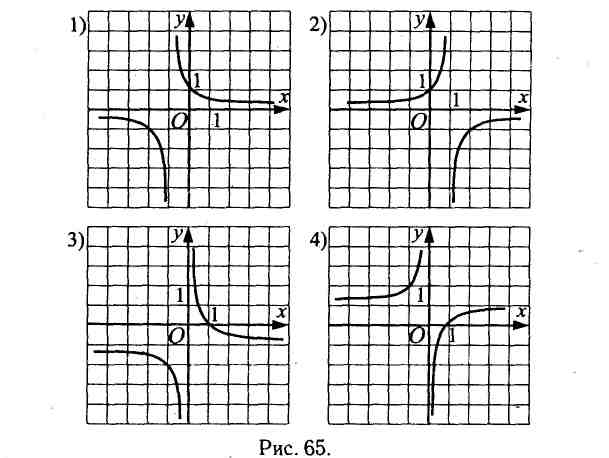 1) y 1 x O 1
2) y 1 1 x O
3) y 1 x 1 O
4) y 1 x O 1
Рис. 65.